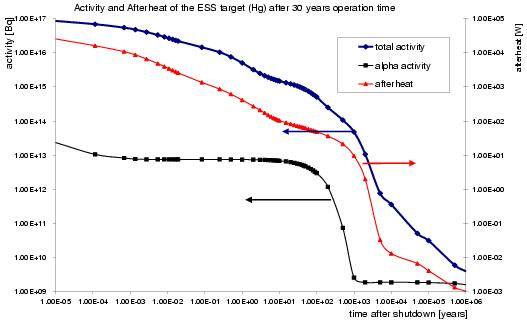 Activity and Afterheat of the ESS target (Hg) after 30 years operation time
activity [Bq]
afterheat [W]
1.00E+17
1.00E+16
1.00E+15
1.00E+14
1.00E+13
1.00E+12
1.00E+11
1.00E+10
1.00E+09
total activity
alpha activity
afterheat
1.00E+05
1.00E+04
1.00E+03
1.00E+02
1.00E+01
1.00E+00
1.00E-01
1.00E-02
1.00E-03
1.00E-05 1.00E-04 1.00E-03 1.00E-02 1.00E-01 1.00E+00 1.00E+01 1.00E+02 1.00E+03 1.00E+04 1.00E+05 1.00E+06
time after shutdown [years]